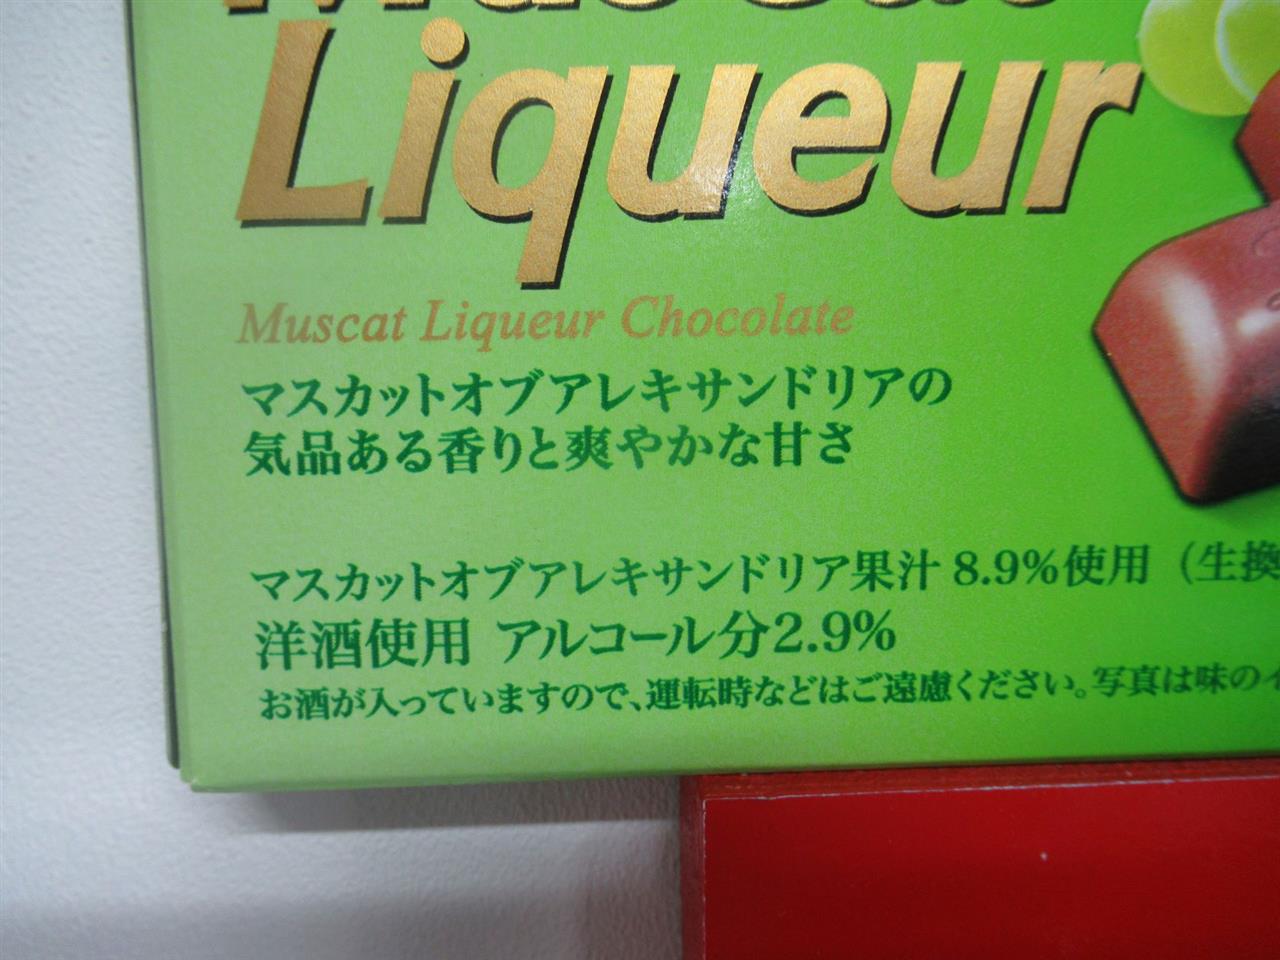 Muscat
Liqueur
Muscat Liqueur Chocolate
マスカットオブアレキサンドリアの
気品ある香りと爽やかな甘さ
マスカットオブアレキサンドリア果汁 8.9%使用（生換
洋酒使用 アルコール分2.9%
お酒が入っていますので、運転時などはご遠慮ください。写真は味のイ